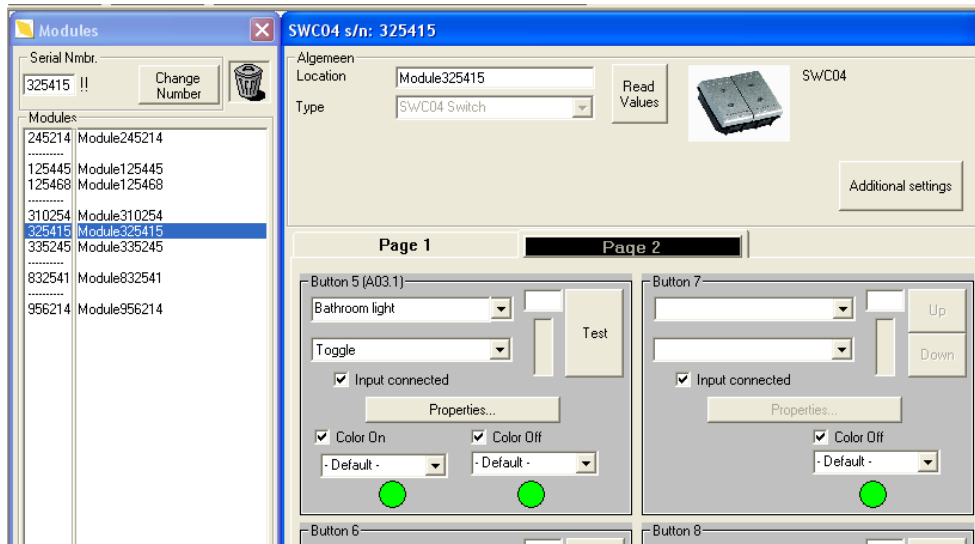 Modules
Serial Nmbr.
325415 !!
Change
Number
Modules
245214 Module245214
----------
125445 Module125445
125468 Module125468
----------
310254 Module310254
325415 Module325415
335245 Module335245
----------
832541 Module832541
----------
956214 Module956214
SWC04 s/n: 325415
Algemeen
Location Module325415
Type SWC04 Switch
Read
Values
SWC04
Additional settings
Page 1 Page 2
Button 5 (A03.1)
Bathroom light
Toggle
Test
Input connected
Properties...
Color On Color Off
- Default - - Default -
Button 7
Up
Down
Input connected
Properties...
Color Off
- Default -
Button 6 Button 8